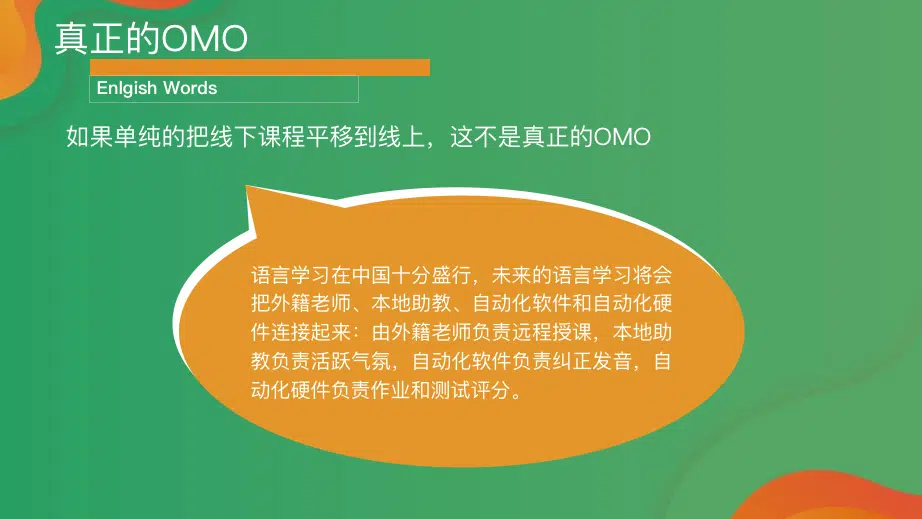 真正的OMO
Enlgish Words
如果单纯的把线下课程平移到线上，这不是真正的OMO
语言学习在中国十分盛行，未来的语言学习将会
把外籍老师、本地助教、自动化软件和自动化硬
件连接起来：由外籍老师负责远程授课，本地助
教负责活跃气氛，自动化软件负责纠正发音，自
动化硬件负责作业和测试评分。